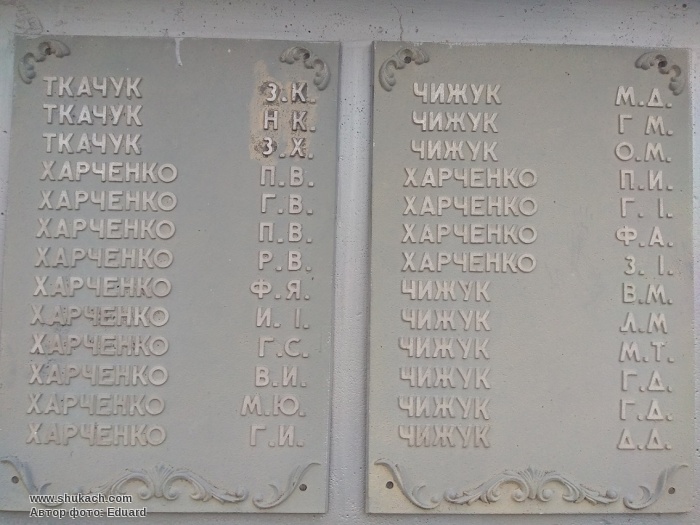 ТКАЧУК З.К.
ТКАЧУК Н К.
ТКАЧУК З.Х.
ХАРЧЕНКО П.В.
ХАРЧЕНКО Г.В.
ХАРЧЕНКО П.В.
ХАРЧЕНКО Р.В.
ХАРЧЕНКО Ф.Я.
ХАРЧЕНКО И. І.
ХАРЧЕНКО Г.С.
ХАРЧЕНКО В.И.
ХАРЧЕНКО М.Ю.
ХАРЧЕНКО Г.И.
ЧИЖУК М.Д.
ЧИЖУК Г М.
ЧИЖУК О.М.
ХАРЧЕНКО П.И.
ХАРЧЕНКО Г. І.
ХАРЧЕНКО Ф.А.
ХАРЧЕНКО З. І.
ЧИЖУК В.М.
ЧИЖУК Л.М
ЧИЖУК М.Т.
ЧИЖУК Г.Д.
ЧИЖУК Г.Д.
ЧИЖУК Д.Д.
www.shukach.com
Автор фото: Eduard